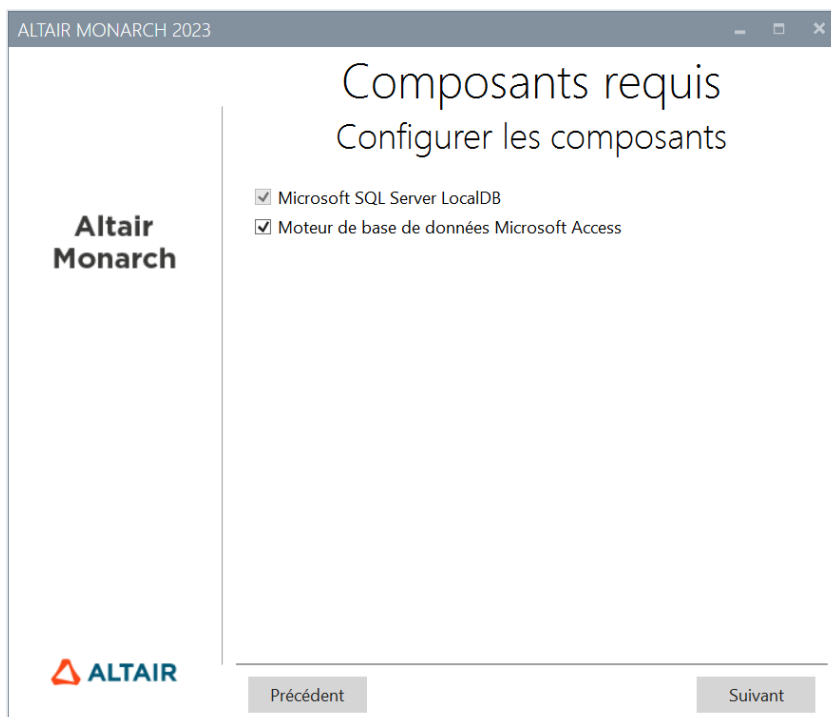 ALTAIR MONARCH 2023
Composants requis
Configurer les composants
Microsoft SQL Server LocalDB
Moteur de base de données Microsoft Access
Altair
Monarch
ALTAIR
Précédent
Suivant